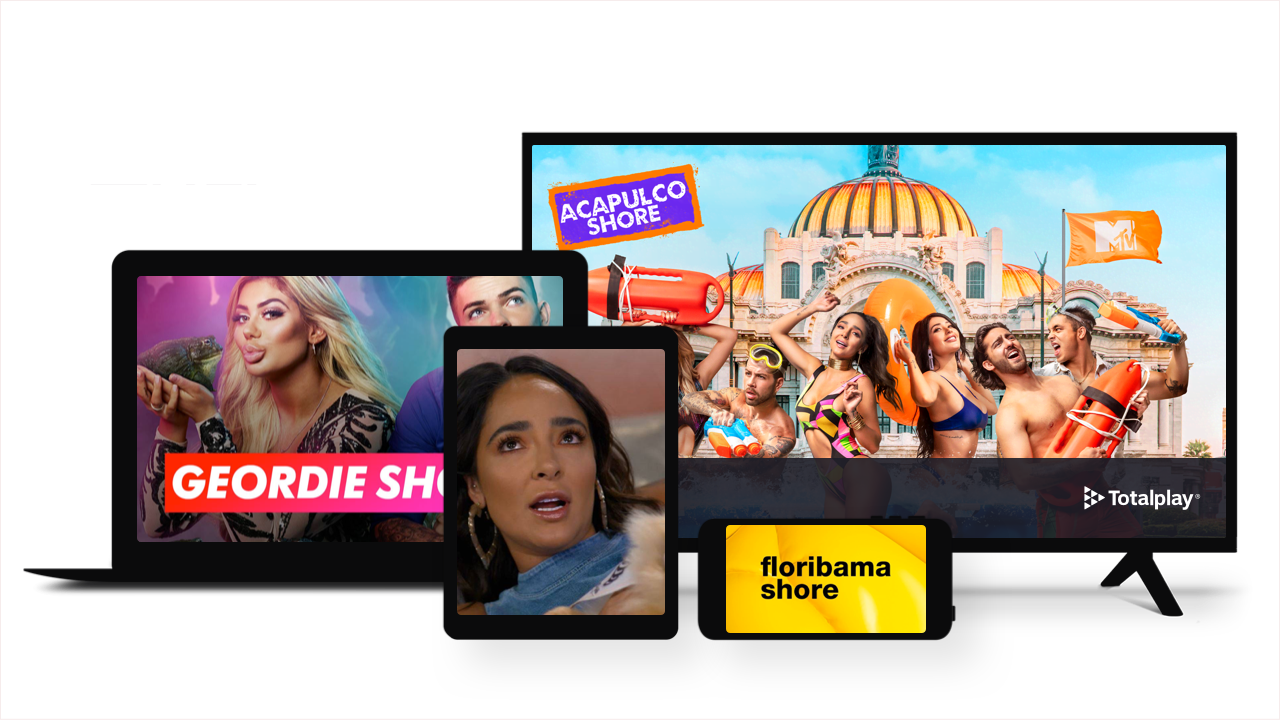 ACAPULCO
SHORE
MTV
GEORDIE SHO
Totalplay®
floribama
shore